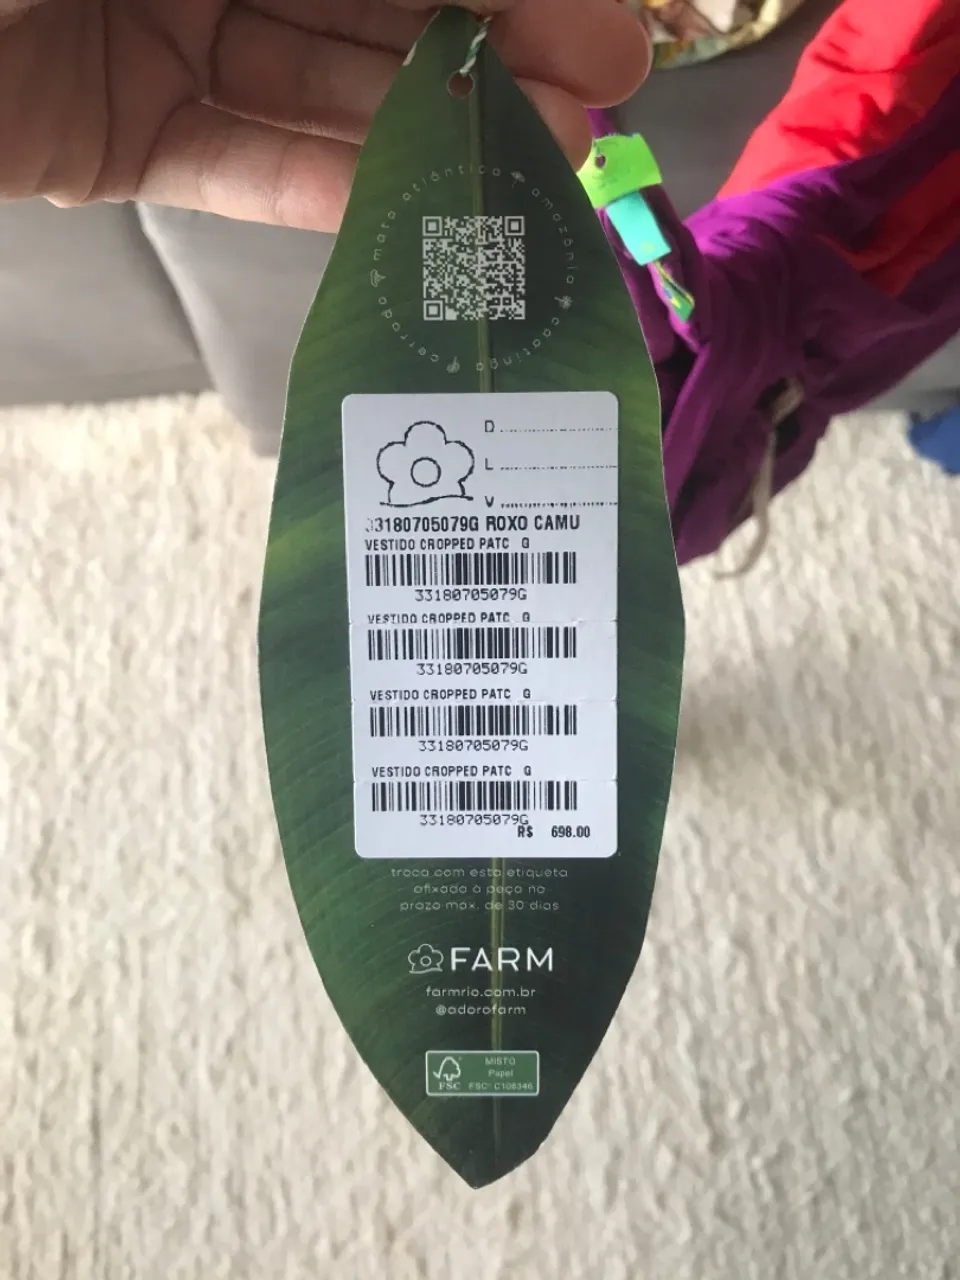 mata atlântica amazônia caatinga cerrado
D
L
V
33180705079G ROXO CAMU
VESTIDO CROPPED PATC G
33180705079G
VESTIDO CROPPED PATC G
33180705079G
VESTIDO CROPPED PATC G
33180705079G
VESTIDO CROPPED PATC G
33180705079G
R$ 698.00
troca com esta etiqueta
afixada à peça no
prazo max. de 30 dias
FARM
farmrio.com.br
@adorofarm
MISTO
Papel
FSC FSC® C106346